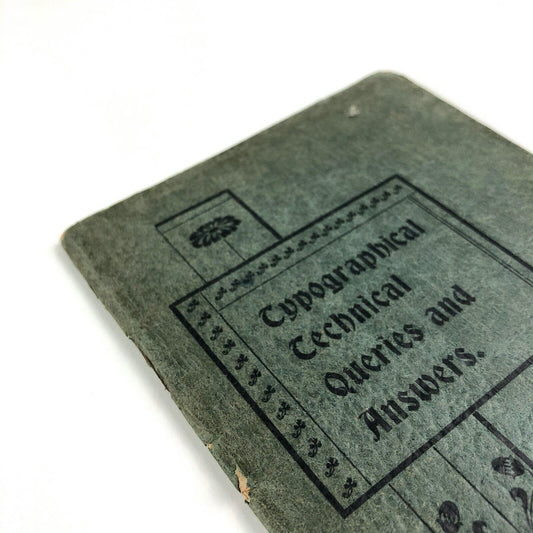 Typographical
Technical
Queries and
Answers.